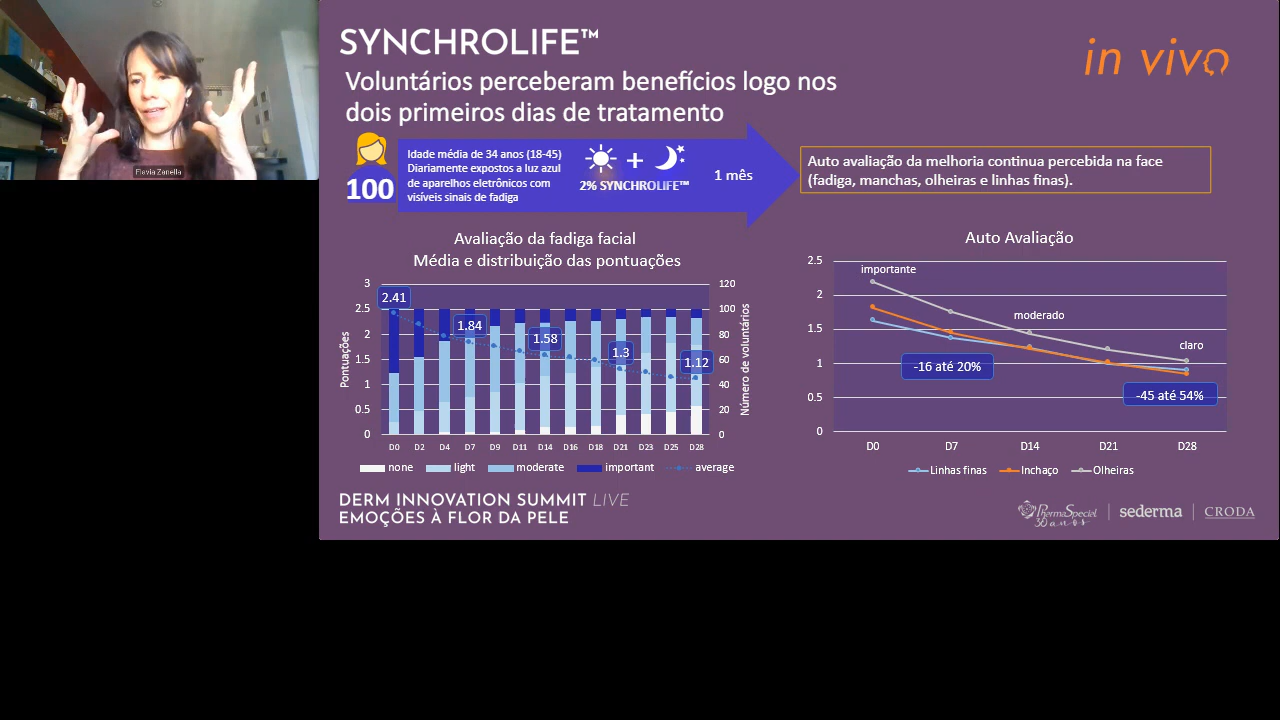 Flavia Zanella
SYNCHROLIFE™
in vivo
Voluntários perceberam benefícios logo nos
dois primeiros dias de tratamento
100
Idade média de 34 anos (18-45)
Diariamente expostos a luz azul
de aparelhos eletrônicos com
visíveis sinais de fadiga
+
2% SYNCHROLIFE™
1 mês
Auto avaliação da melhoria continua percebida na face
(fadiga, manchas, olheiras e linhas finas).
Avaliação da fadiga facial
Média e distribuição das pontuações
Pontuações
3
2.5
2
1.5
1
0.5
0
2.41
1.84
1.58
1.3
1.12
120
100
80
60
40
20
0
Número de voluntários
D0 D2 D4 D7 D9 D11 D14 D16 D18 D21 D23 D25 D28
none light moderate important average
Auto Avaliação
2.5
2
1.5
1
0.5
0
importante
moderado
claro
-16 até 20%
-45 até 54%
D0 D7 D14 D21 D28
Linhas finas Inchaço Olheiras
DERM INNOVATION SUMMIT LIVE
EMOÇÕES À FLOR DA PELE
PharmaSpecial
30 anos
sederma
CRODA